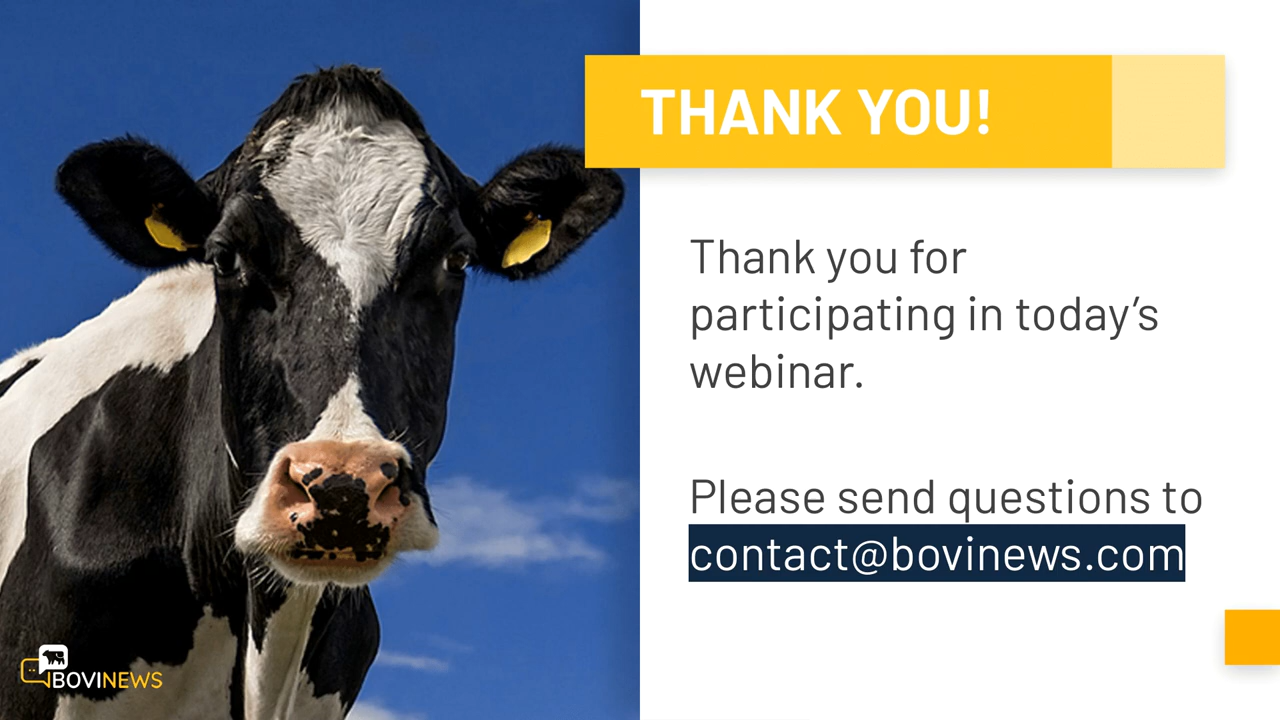 THANK YOU!
Thank you for
participating in today’s
webinar.
Please send questions to
contact@bovinews.com
BOVINEWS